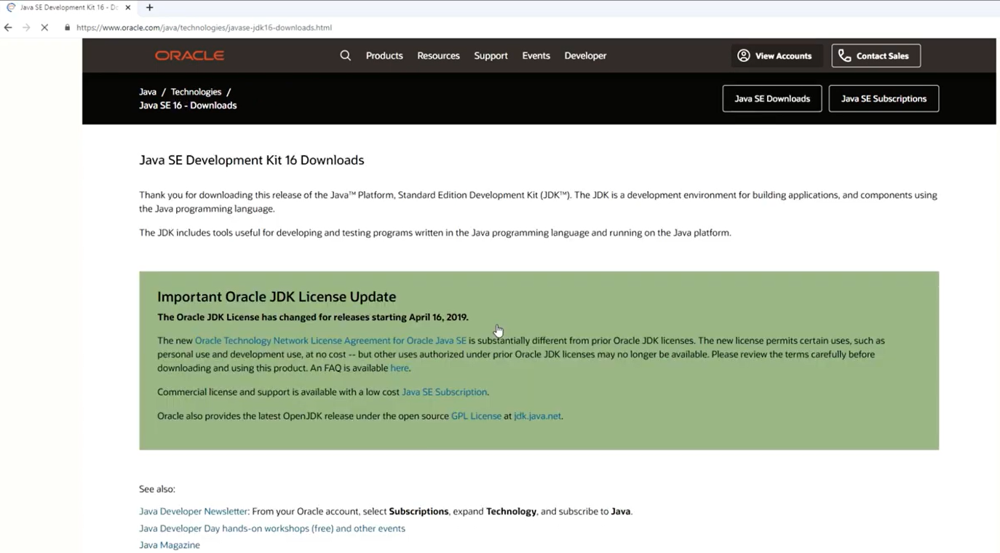 Java SE Development Kit 16 - Dc
https://www.oracle.com/java/technologies/javase-jdk16-downloads.html
ORACLE
Products Resources Support Events Developer
View Accounts
Contact Sales
Java / Technologies /
Java SE 16 - Downloads
Java SE Downloads
Java SE Subscriptions
Java SE Development Kit 16 Downloads
Thank you for downloading this release of the Java™ Platform, Standard Edition Development Kit (JDK™). The JDK is a development environment for building applications, and components using
the Java programming language.
The JDK includes tools useful for developing and testing programs written in the Java programming language and running on the Java platform.
Important Oracle JDK License Update
The Oracle JDK License has changed for releases starting April 16, 2019.
The new Oracle Technology Network License Agreement for Oracle Java SE is substantially different from prior Oracle JDK licenses. The new license permits certain uses, such as
personal use and development use, at no cost -- but other uses authorized under prior Oracle JDK licenses may no longer be available. Please review the terms carefully before
downloading and using this product. An FAQ is available here.
Commercial license and support is available with a low cost Java SE Subscription.
Oracle also provides the latest OpenJDK release under the open source GPL License at jdk.java.net.
See also:
Java Developer Newsletter: From your Oracle account, select Subscriptions, expand Technology, and subscribe to Java.
Java Developer Day hands-on workshops (free) and other events
Java Magazine